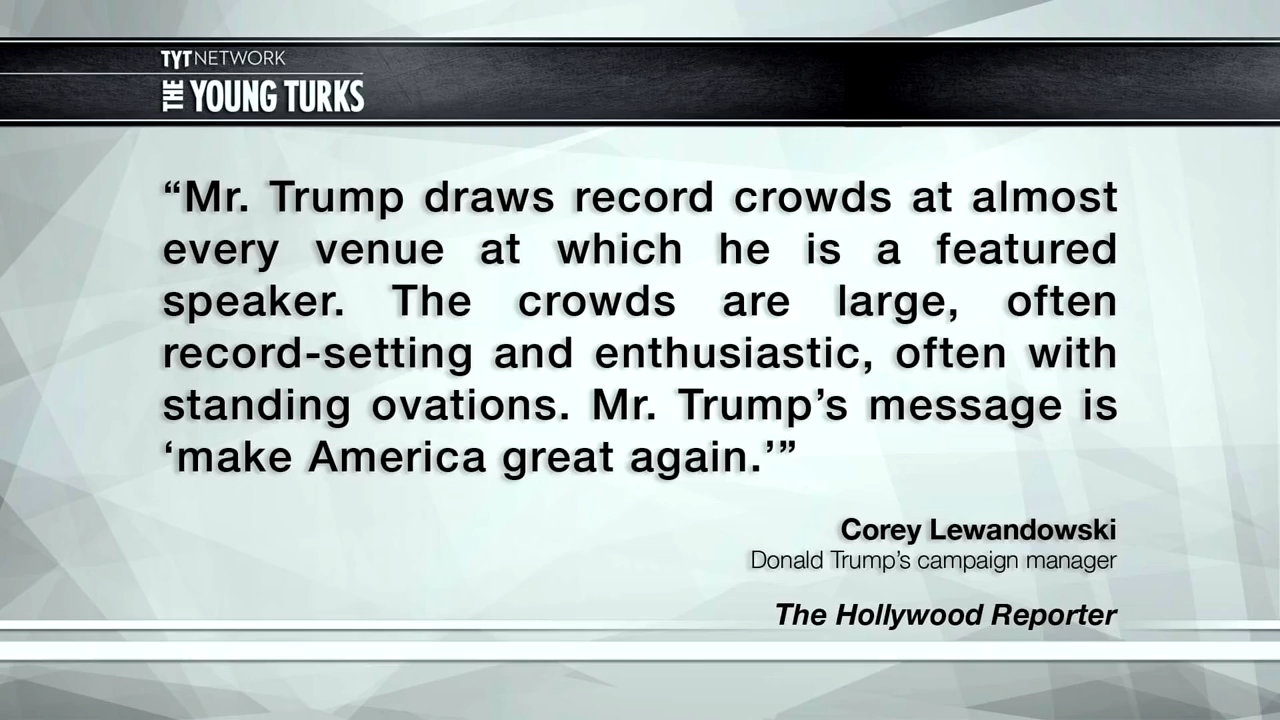 TYT NETWORK
THE YOUNG TURKS
“Mr. Trump draws record crowds at almost
every venue at which he is a featured
speaker. The crowds are large, often
record-setting and enthusiastic, often with
standing ovations. Mr. Trump’s message is
‘make America great again.’”
Corey Lewandowski
Donald Trump’s campaign manager
The Hollywood Reporter